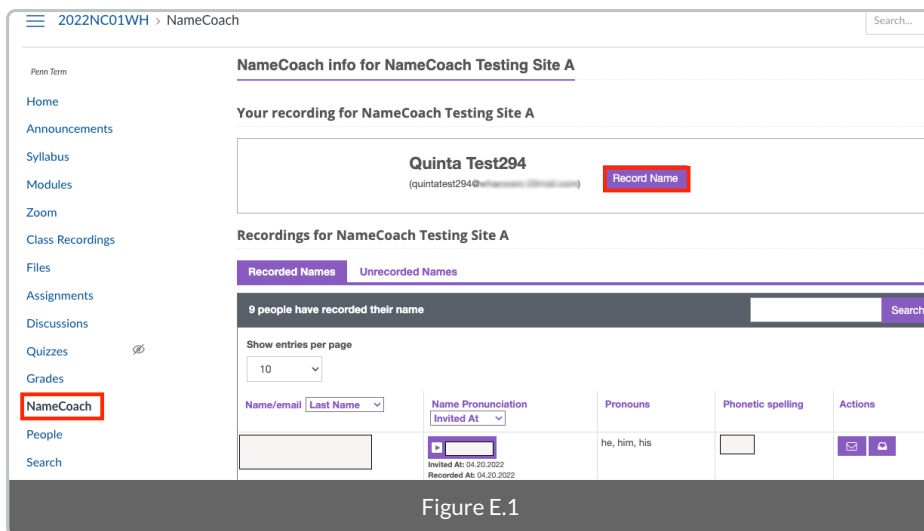 2022NC01WH > NameCoach
Search...
Penn Term
Home
Announcements
Syllabus
Modules
Zoom
Class Recordings
Files
Assignments
Discussions
Quizzes
Grades
NameCoach
People
Search
NameCoach info for NameCoach Testing Site A
Your recording for NameCoach Testing Site A
Quinta Test294
(quintatest294@
Record Name
Recordings for NameCoach Testing Site A
Recorded Names Unrecorded Names
9 people have recorded their name
Search
Show entries per page
10
Name/email Last Name Name Pronunciation Pronouns Phonetic spelling Actions
Invited At
he, him, his
Invited At: 04.20.2022
Recorded At: 04.20.2022
Figure E.1